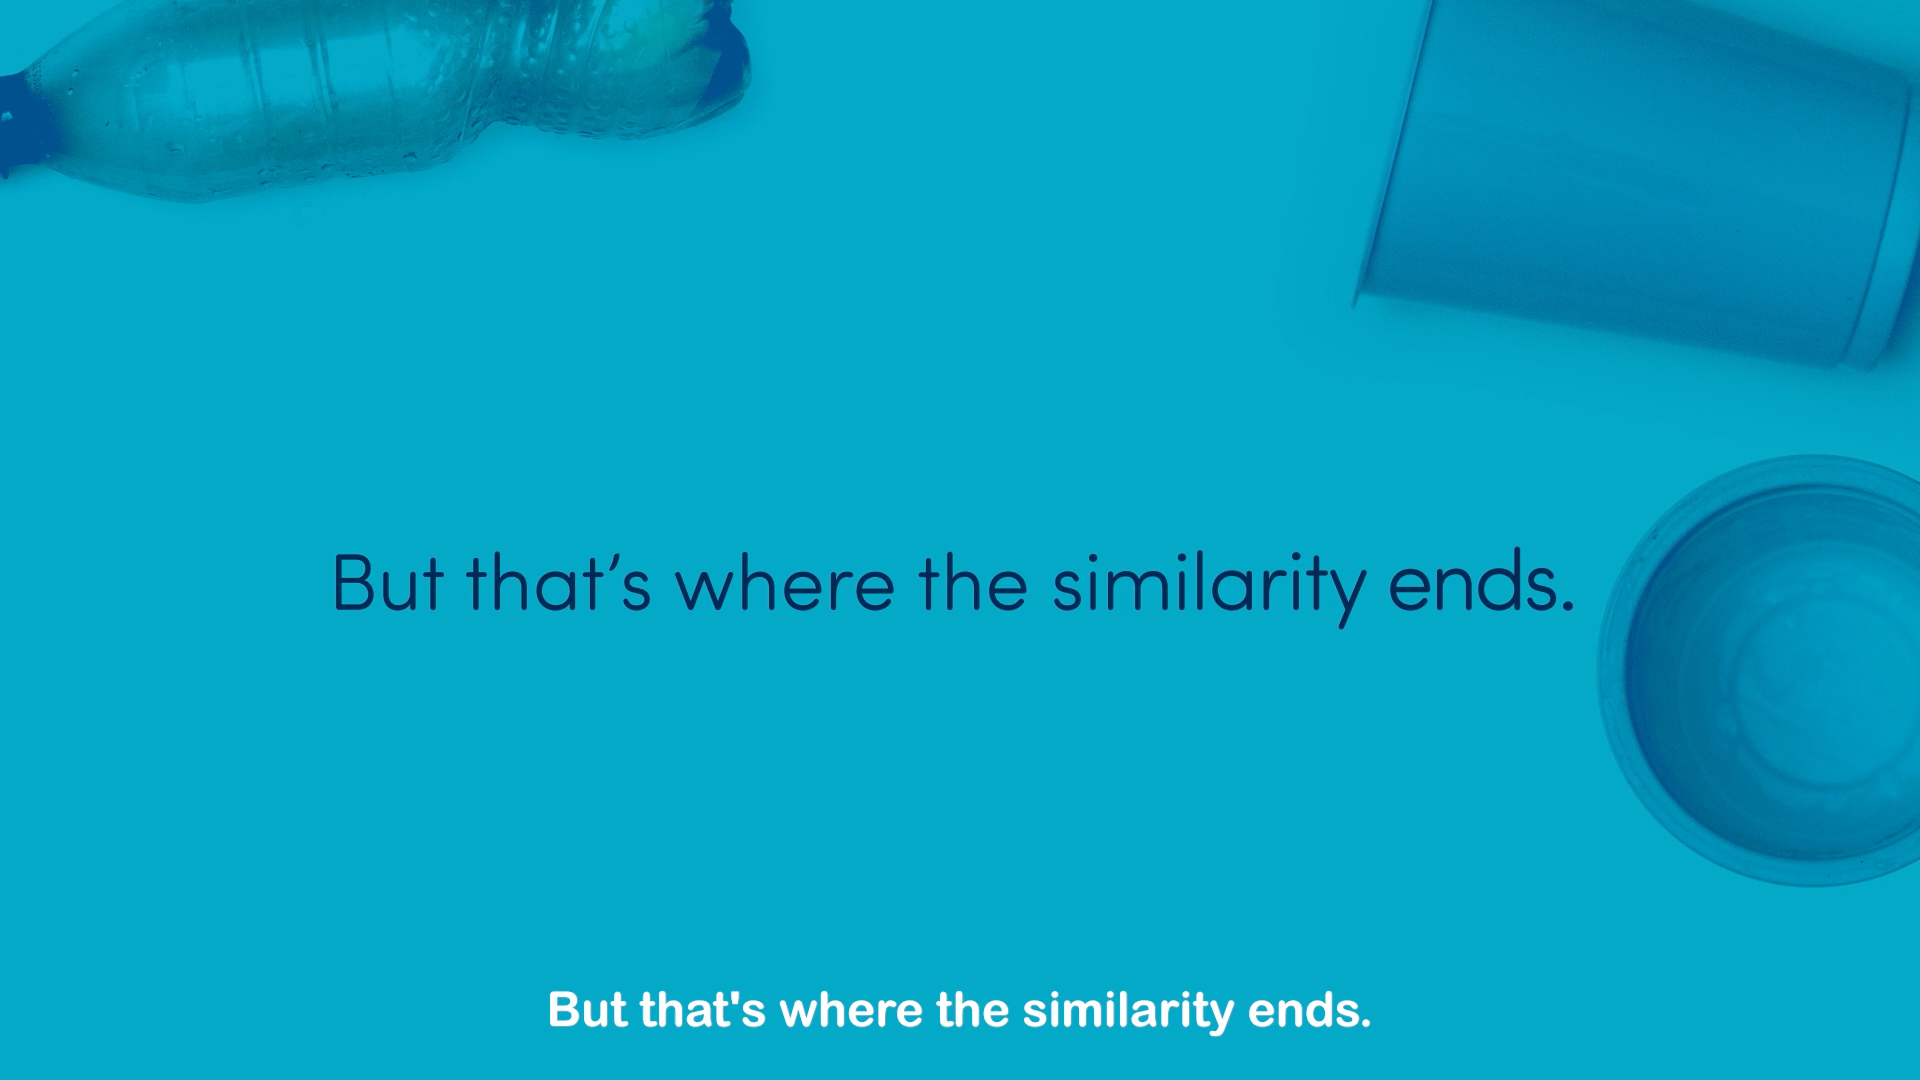 But that’s where the similarity ends.
But that's where the similarity ends.